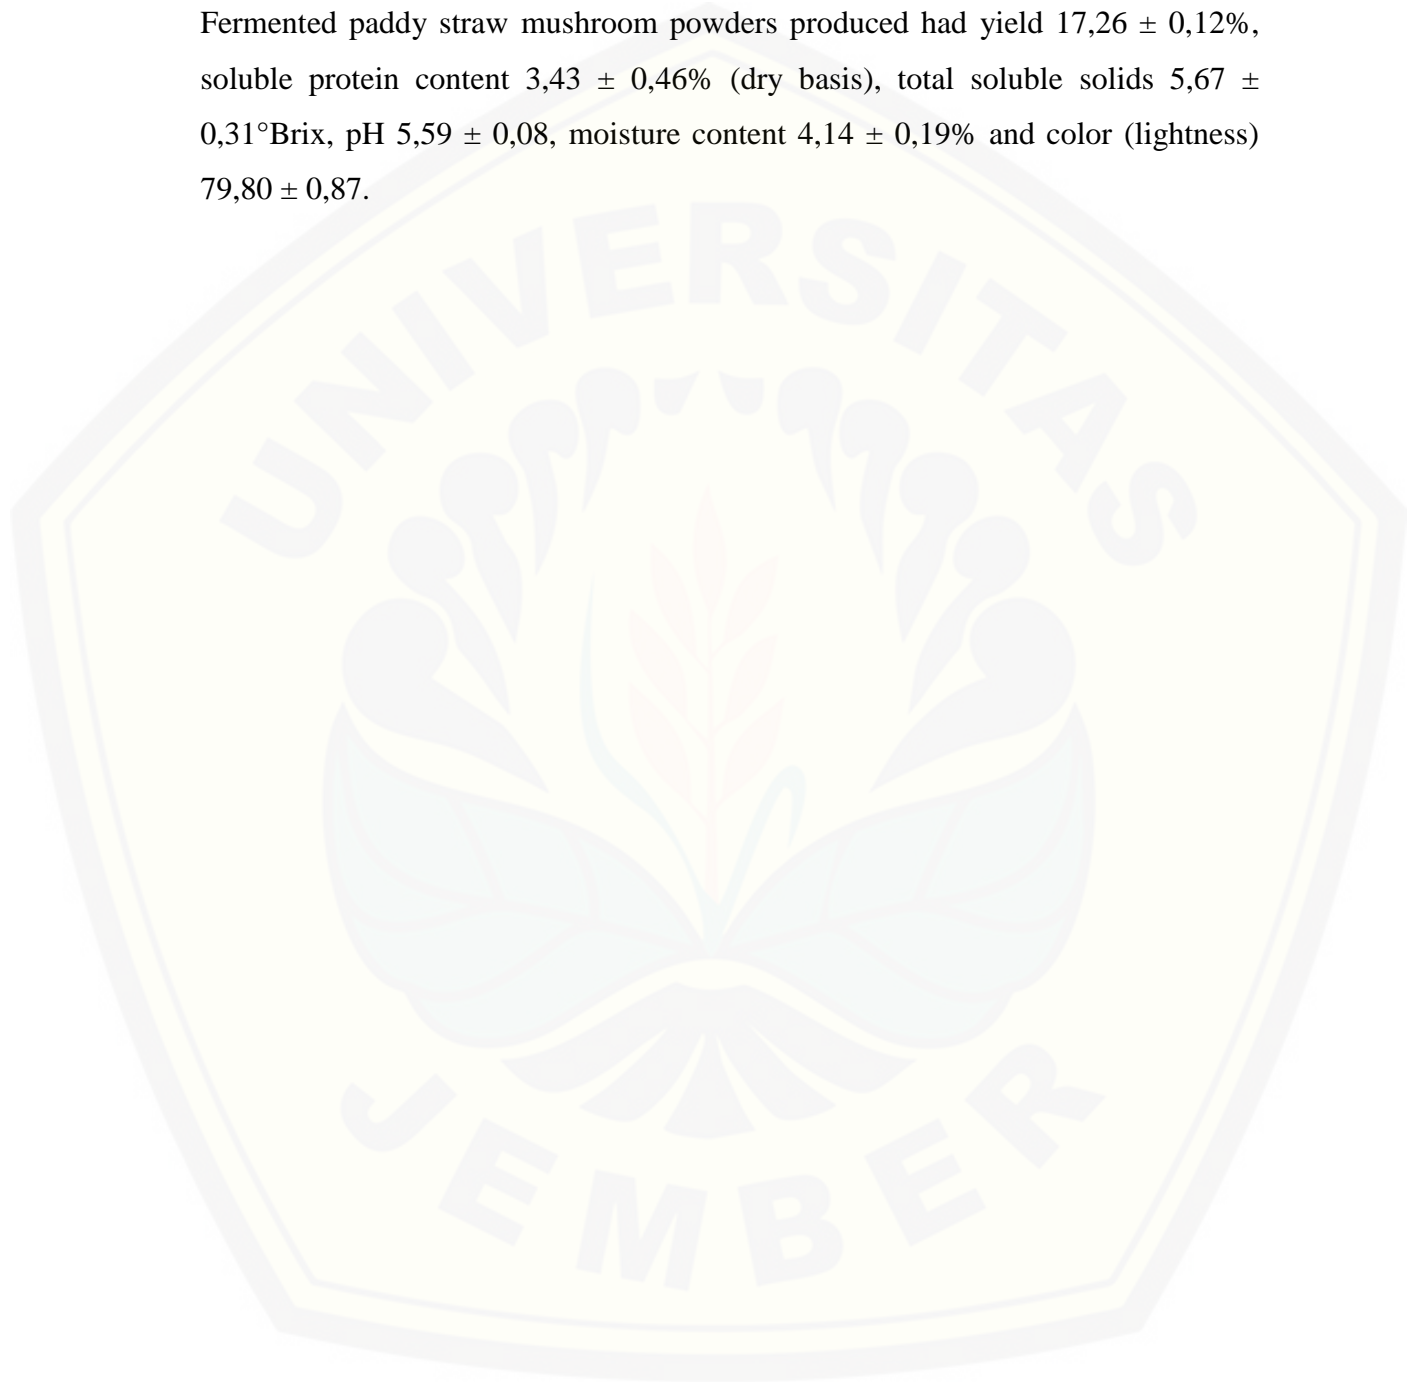 Fermented paddy straw mushroom powders produced had yield 17,26 ± 0,12%,
soluble protein content 3,43 ± 0,46% (dry basis), total soluble solids 5,67 ±
0,31°Brix, pH 5,59 ± 0,08, moisture content 4,14 ± 0,19% and color (lightness)
79,80 ± 0,87.
UNIVERSITAS
JEMBER